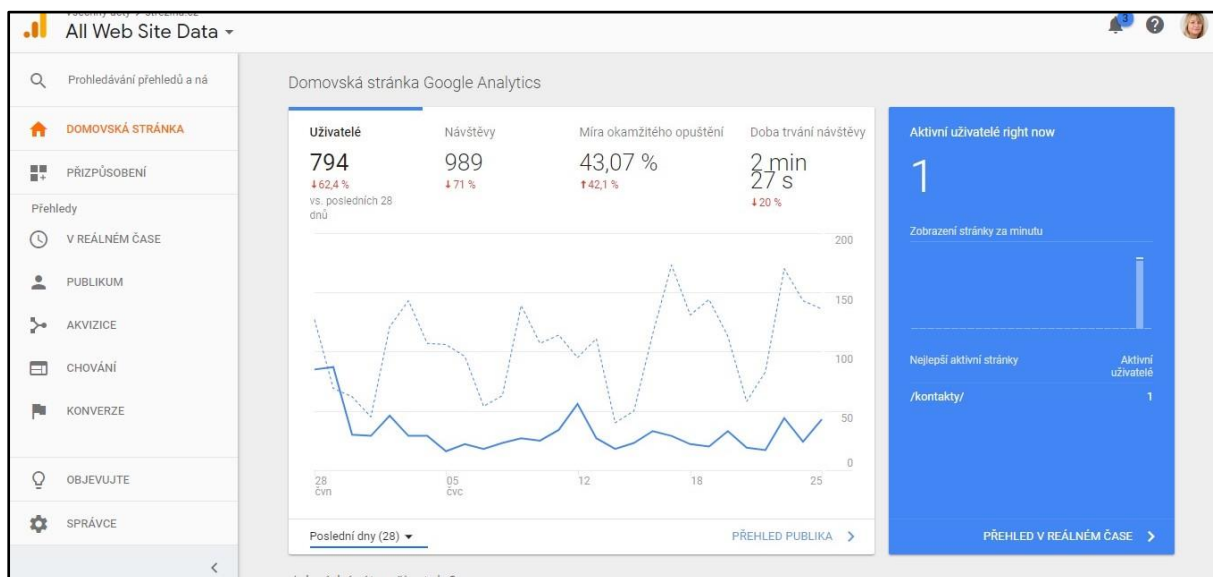 All Web Site Data
3
Prohledávání přehledů a ná
DOMOVSKÁ STRÁNKA
PŘIZPŮSOBENÍ
Přehledy
V REÁLNÉM ČASE
PUBLIKUM
AKVIZICE
CHOVÁNÍ
KONVERZE
OBJEVUJTE
SPRÁVCE
Domovská stránka Google Analytics
Uživatelé
794
62,4 %
vs. posledních 28
dnů
Návštěvy
989
71 %
Míra okamžitého opuštění
43,07 %
42,1 %
Doba trvání návštěvy
2 min
27 s
20 %
200
150
100
50
0
28
čvn
05
čvc
12
18
25
Poslední dny (28)
PŘEHLED PUBLIKA
Aktivní uživatelé right now
1
Zobrazení stránky za minutu
Nejlepší aktivní stránky
Aktivní
uživatelé
/kontakty/ 1
PŘEHLED V REÁLNÉM ČASE